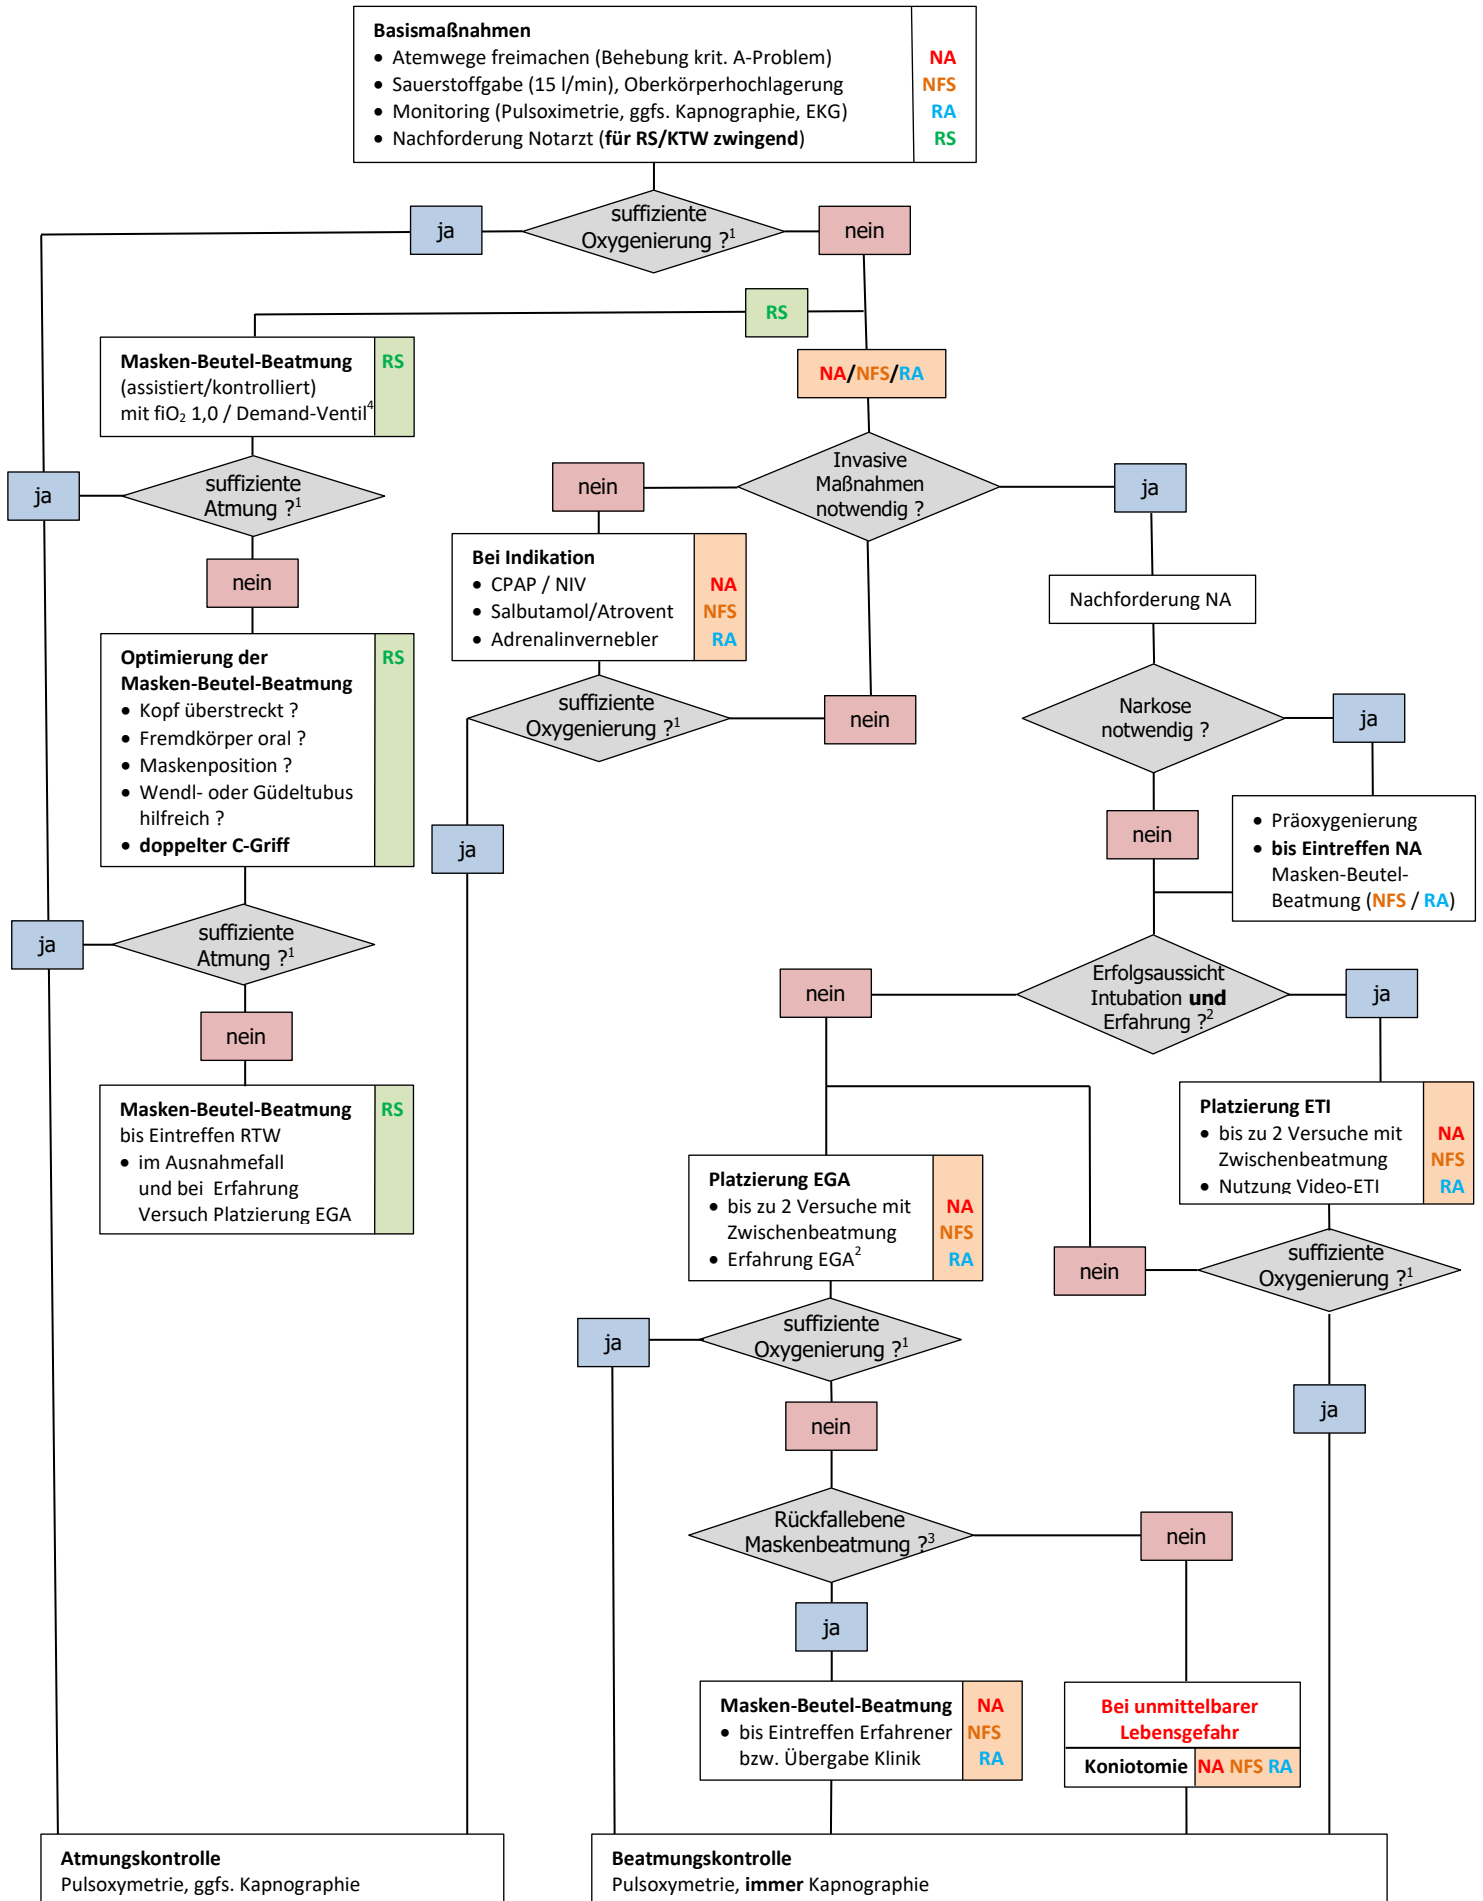 Basismaßnahmen
• Atemwege freimachen (Behebung krit. A-Problem) NA
• Sauerstoffgabe (15 l/min), Oberkörperhochlagerung NFS
• Monitoring (Pulsoximetrie, ggfs. Kapnographie, EKG) RA
• Nachforderung Notarzt (für RS/KTW zwingend) RS
ja
suffiziente
Oxygenierung ?1
nein
RS
Masken-Beutel-Beatmung RS
(assistiert/kontrolliert)
mit fiO2 1,0 / Demand-Ventil4
NA/NFS/RA
ja
suffiziente
Atmung ?1
nein
nein
Invasive
Maßnahmen
notwendig ?
ja
Bei Indikation
• CPAP / NIV NA
• Salbutamol/Atrovent NFS
• Adrenalinvernebler RA
Nachforderung NA
Optimierung der RS
Masken-Beutel-Beatmung
• Kopf überstreckt ?
• Fremdkörper oral ?
• Maskenposition ?
• Wendl- oder Güdeltubus
hilfreich ?
• doppelter C-Griff
suffiziente
Oxygenierung ?1
nein
ja
Narkose
notwendig ?
ja
nein
• Präoxygenierung
• bis Eintreffen NA
Masken-Beutel-
Beatmung (NFS / RA)
ja
suffiziente
Atmung ?1
nein
nein
Erfolgsaussicht
Intubation und
Erfahrung ?2
ja
Masken-Beutel-Beatmung RS
bis Eintreffen RTW
• im Ausnahmefall
und bei Erfahrung
Versuch Platzierung EGA
Platzierung ETI
• bis zu 2 Versuche mit NA
Zwischenbeatmung NFS
• Nutzung Video-ETI RA
Platzierung EGA
• bis zu 2 Versuche mit NA
Zwischenbeatmung NFS
• Erfahrung EGA2 RA
nein
suffiziente
Oxygenierung ?1
ja
suffiziente
Oxygenierung ?1
ja
nein
Rückfallebene
Maskenbeatmung ?3
nein
ja
Masken-Beutel-Beatmung NA
• bis Eintreffen Erfahrener NFS
bzw. Übergabe Klinik RA
Bei unmittelbarer
Lebensgefahr
Koniotomie NA NFS RA
Atmungskontrolle
Pulsoxymetrie, ggfs. Kapnographie
Beatmungskontrolle
Pulsoxymetrie, immer Kapnographie